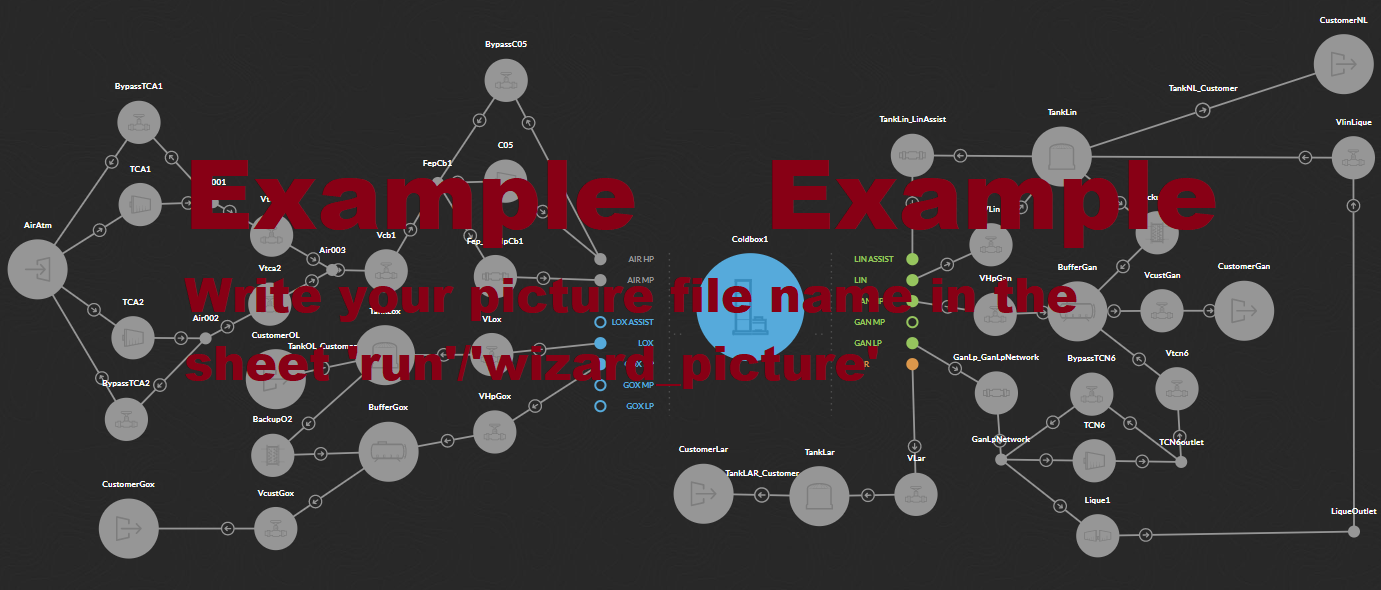 CustomerNL
BypassC05
BypassTCA1
TankNL_Customer
TankLin
TankLin_LinAssist
VlinLique
C05
FepCb1
TCA1
Example Example
001
VLin
AirAtm
Vcb1
Coldbox1
Air003
AIR HP
LIN ASSIST
Vtca2
BufferGan
CustomerGan
VHpGan
VcustGan
AIR MP
LIN
Write your picture file name in the
TCA2
Air002
VLox
LOX ASSIST
GAN MP
CustomerOL
TankOL_Customer
LOX
GAN LP
GanLp_GanLpNetwork
BypassTCN6
Vtcn6
sheet 'run'/'wizard_picture'
BypassTCA2
GOX MP
BufferGox
VHpGox
GOX LP
BackupO2
TCN6
GanLpNetwork
TCN6outlet
CustomerLar
TankLar
VLar
TankLAR_Customer
CustomerGox
VcustGox
Lique1
LiqueOutlet